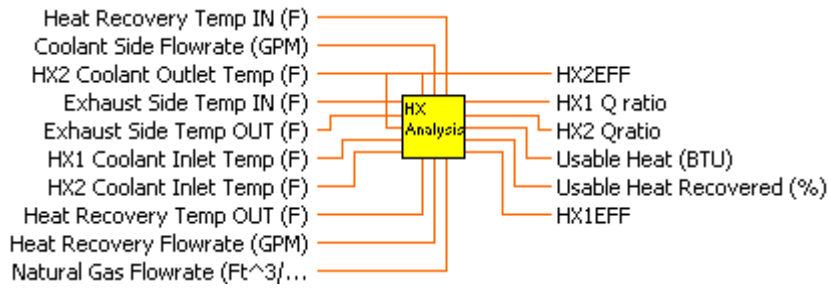 Heat Recovery Temp IN (F)
Coolant Side Flowrate (GPM)
HX2 Coolant Outlet Temp (F)
Exhaust Side Temp IN (F)
Exhaust Side Temp OUT (F)
HX1 Coolant Inlet Temp (F)
HX2 Coolant Inlet Temp (F)
Heat Recovery Temp OUT (F)
Heat Recovery Flowrate (GPM)
Natural Gas Flowrate (Ft^3/...
HX
Analysis
HX2EFF
HX1 Q ratio
HX2 Qratio
Usable Heat (BTU)
Usable Heat Recovered (%)
HX1EFF